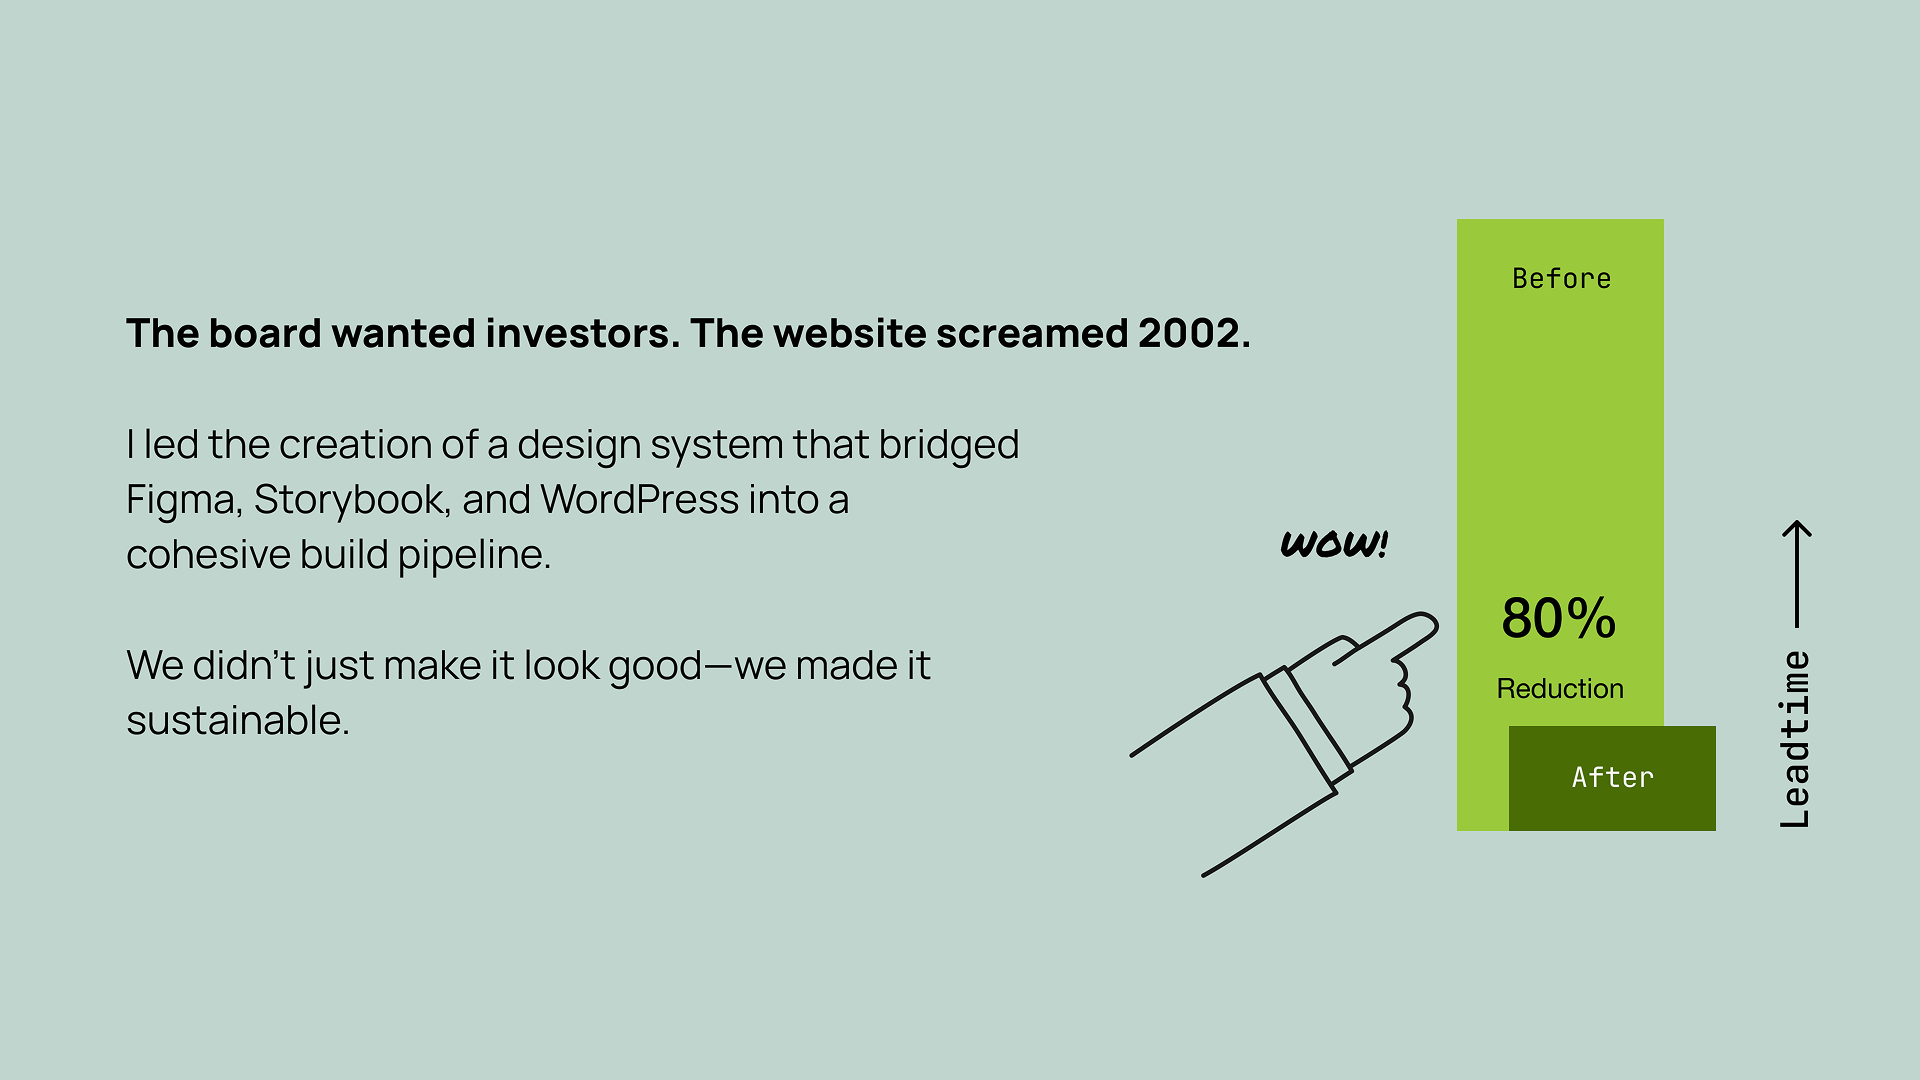 The board wanted investors. The website screamed 2002.
I led the creation of a design system that bridged
Figma, Storybook, and WordPress into a
cohesive build pipeline.
We didn’t just make it look good—we made it
sustainable.
wow!
Before
80%
Reduction
After
Leadtime